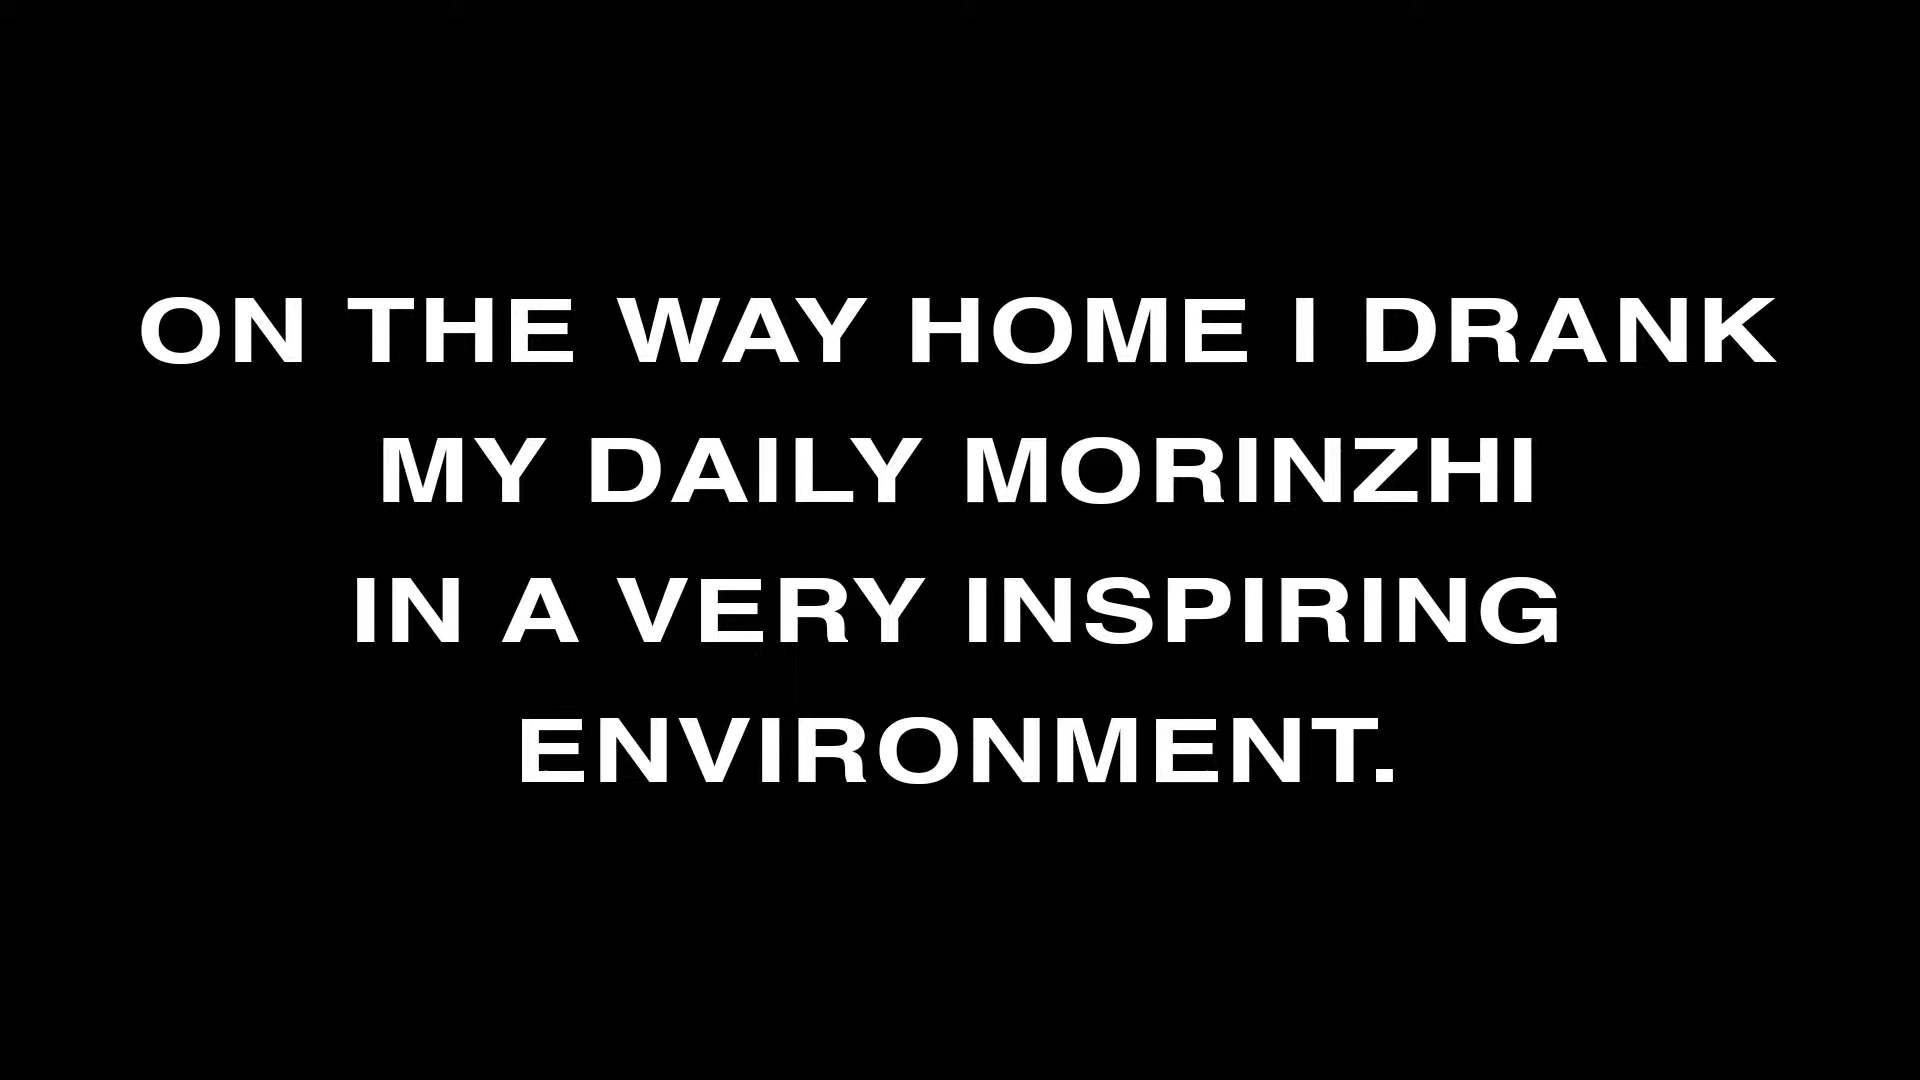 ON THE WAY HOME I DRANK
MY DAILY MORINZHI
IN A VERY INSPIRING
ENVIRONMENT.